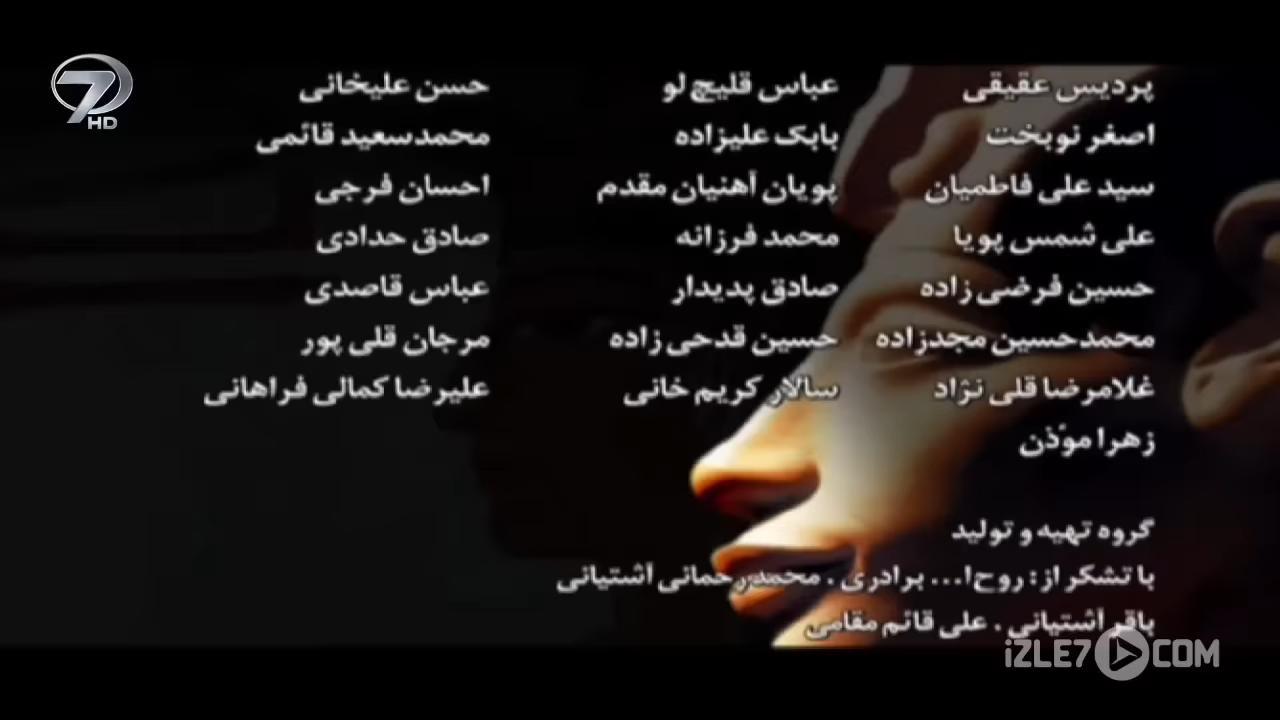 7
HD
پردیس عقیقی عباس قلیچ لو حسن علیخانی
اصغر نوبخت بابک علیزاده محمدسعید قائمی
سید علی فاطمیان پویان آهنیان مقدم احسان فرجی
علی شمس پویا محمد فرزانه صادق حدادی
حسین فرضی زاده صادق پدیدار عباس قاصدی
محمدحسین مجدزاده حسین قدحی زاده مرجان قلی پور
غلامرضا قلی نژاد سالار کریم خانی علیرضا کمالی فراهانی
زهرا موّذن
گروه تهیه و تولید
با تشکر از : روح ا... برادری . محمد رحمانی آشتیانی
باقر آشتیانی . علی قائم مقامی
iZLE7 COM